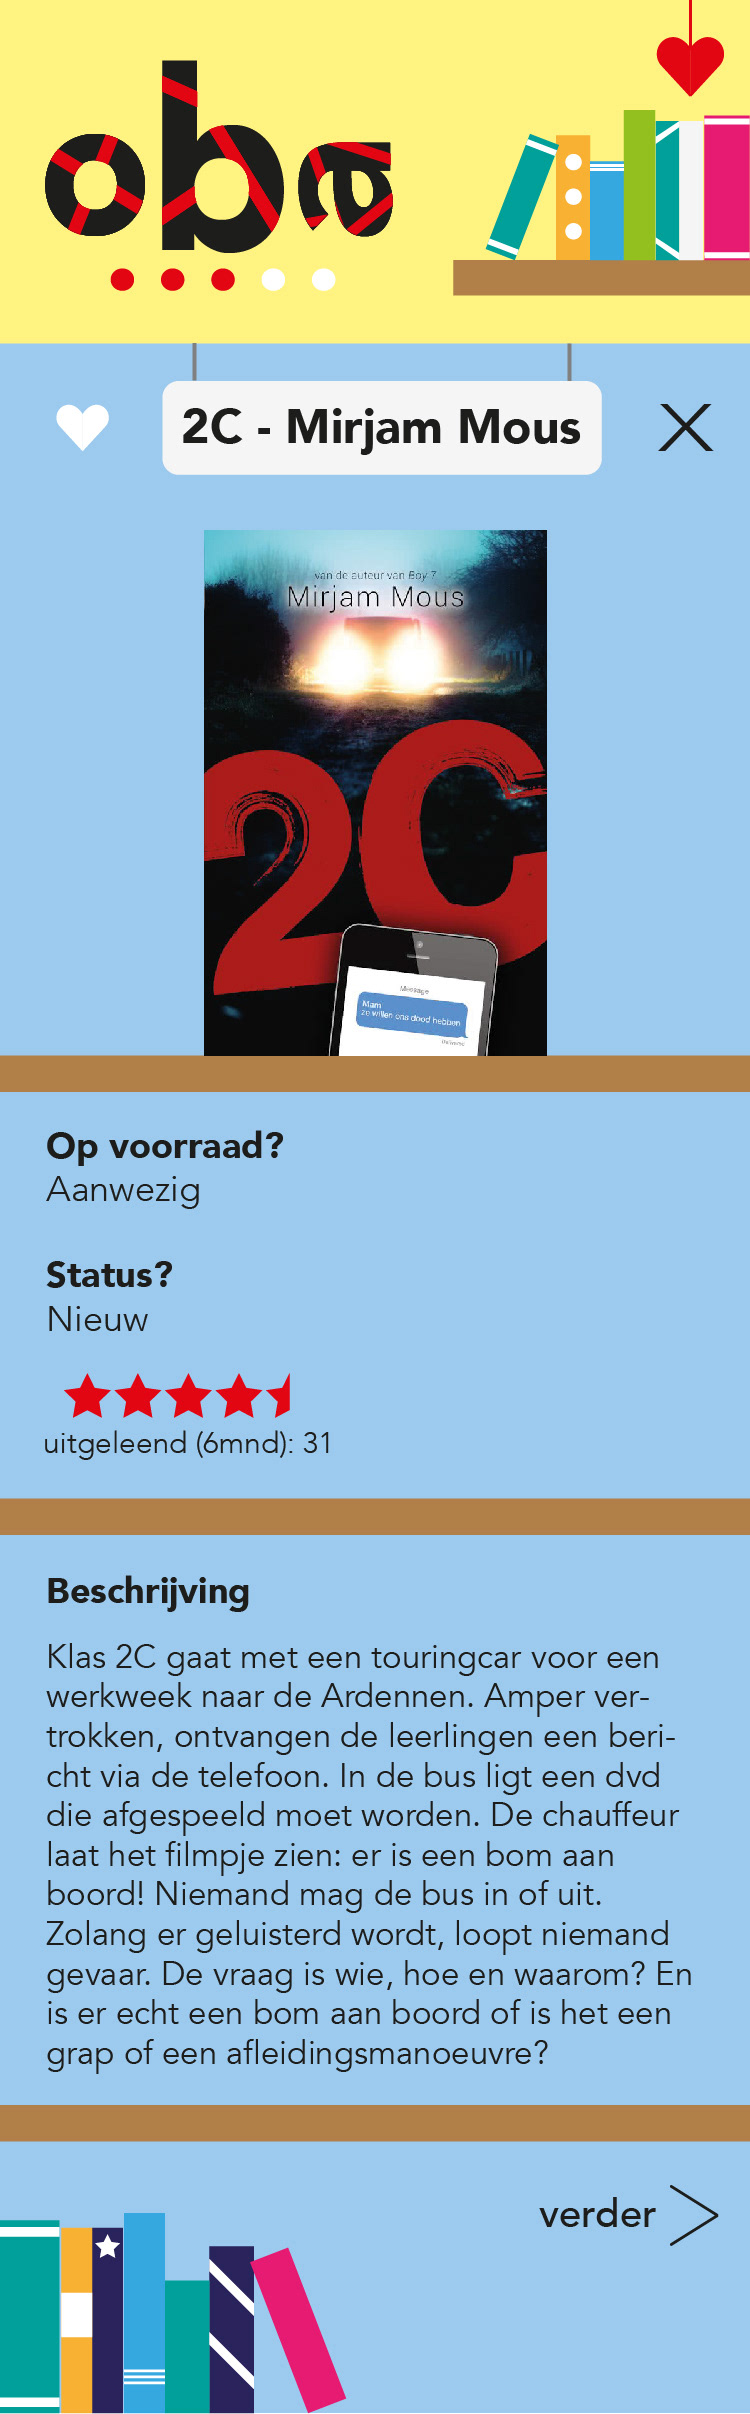 oba
2C - Mirjam Mous
van de auteur van Boy 7
Mirjam Mous
2C
Message
Mam
ze willen ons dood hebben
Delivered
Op voorraad?
Aanwezig
Status?
Nieuw
uitgeleend (6mnd): 31
Beschrijving
Klas 2C gaat met een touringcar voor een
werkweek naar de Ardennen. Amper ver-
trokken, ontvangen de leerlingen een beri-
cht via de telefoon. In de bus ligt een dvd
die afgespeeld moet worden. De chauffeur
laat het filmpje zien: er is een bom aan
boord! Niemand mag de bus in of uit.
Zolang er geluisterd wordt, loopt niemand
gevaar. De vraag is wie, hoe en waarom? En
is er echt een bom aan boord of is het een
grap of een afleidingsmanoeuvre?
verder